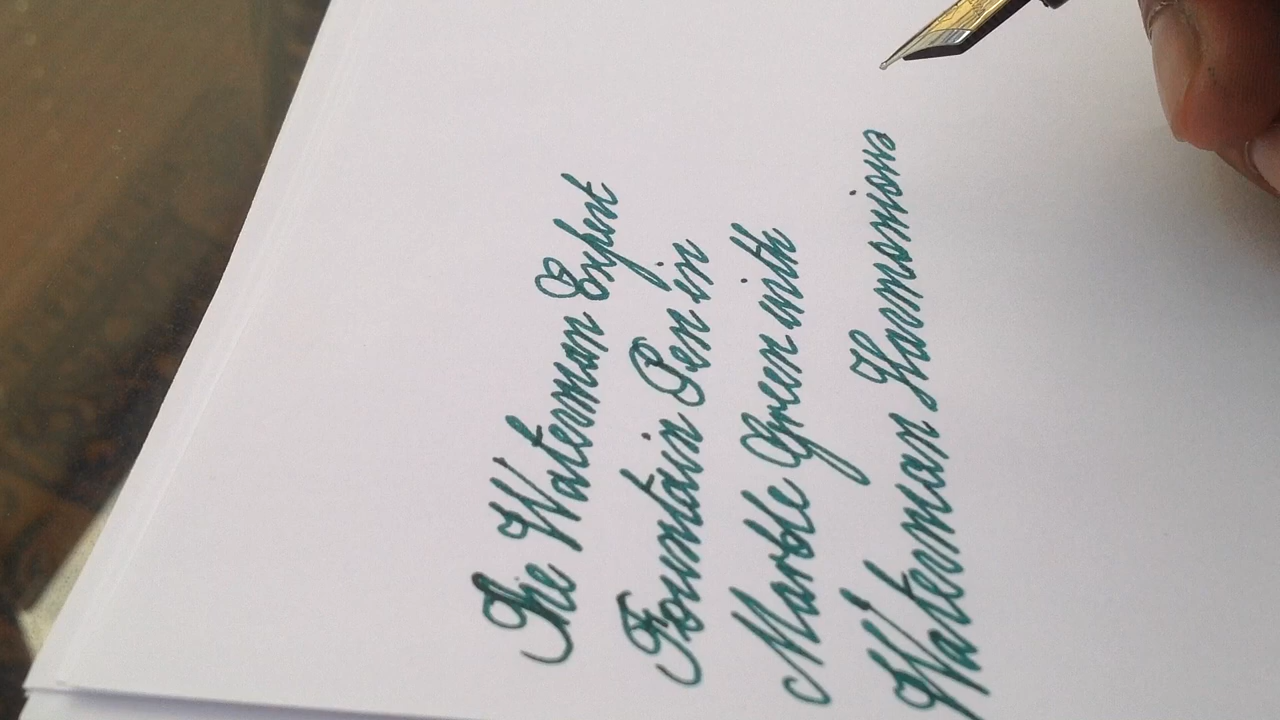 The Waterman Expert
Fountain Pen in
Marble Green with
Waterman Harmonious